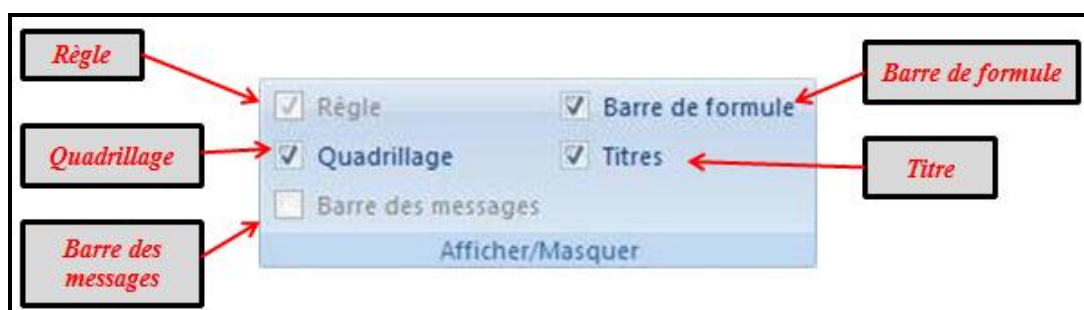 Règle
Barre de formule
Règle
Barre de formule
Quadrillage
Quadrillage
Titres
Titre
Barre des messages
Barre des
messages
Afficher/Masquer